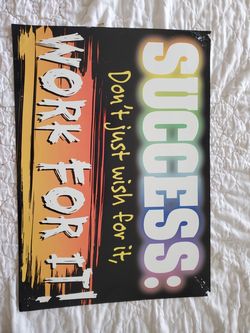 SUCCESS:
Don't just wish for it,
WORK FOR IT!